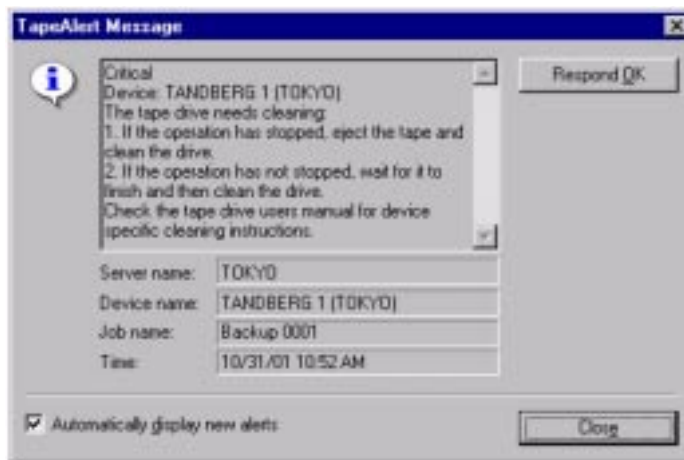 TapeAlert Message
Critical
Device: TANDBERG 1 (TOKYO)
The tape drive needs cleaning:
1. If the operation has stopped, eject the tape and
clean the drive.
2. If the operation has not stopped, wait for it to
finish and then clean the drive.
Check the tape drive users manual for device
specific cleaning instructions.
Respond OK
Server name: TOKYO
Device name: TANDBERG 1 (TOKYO)
Job name: Backup 0001
Time: 10/31/01 10:52 AM
Automatically display new alerts
Close